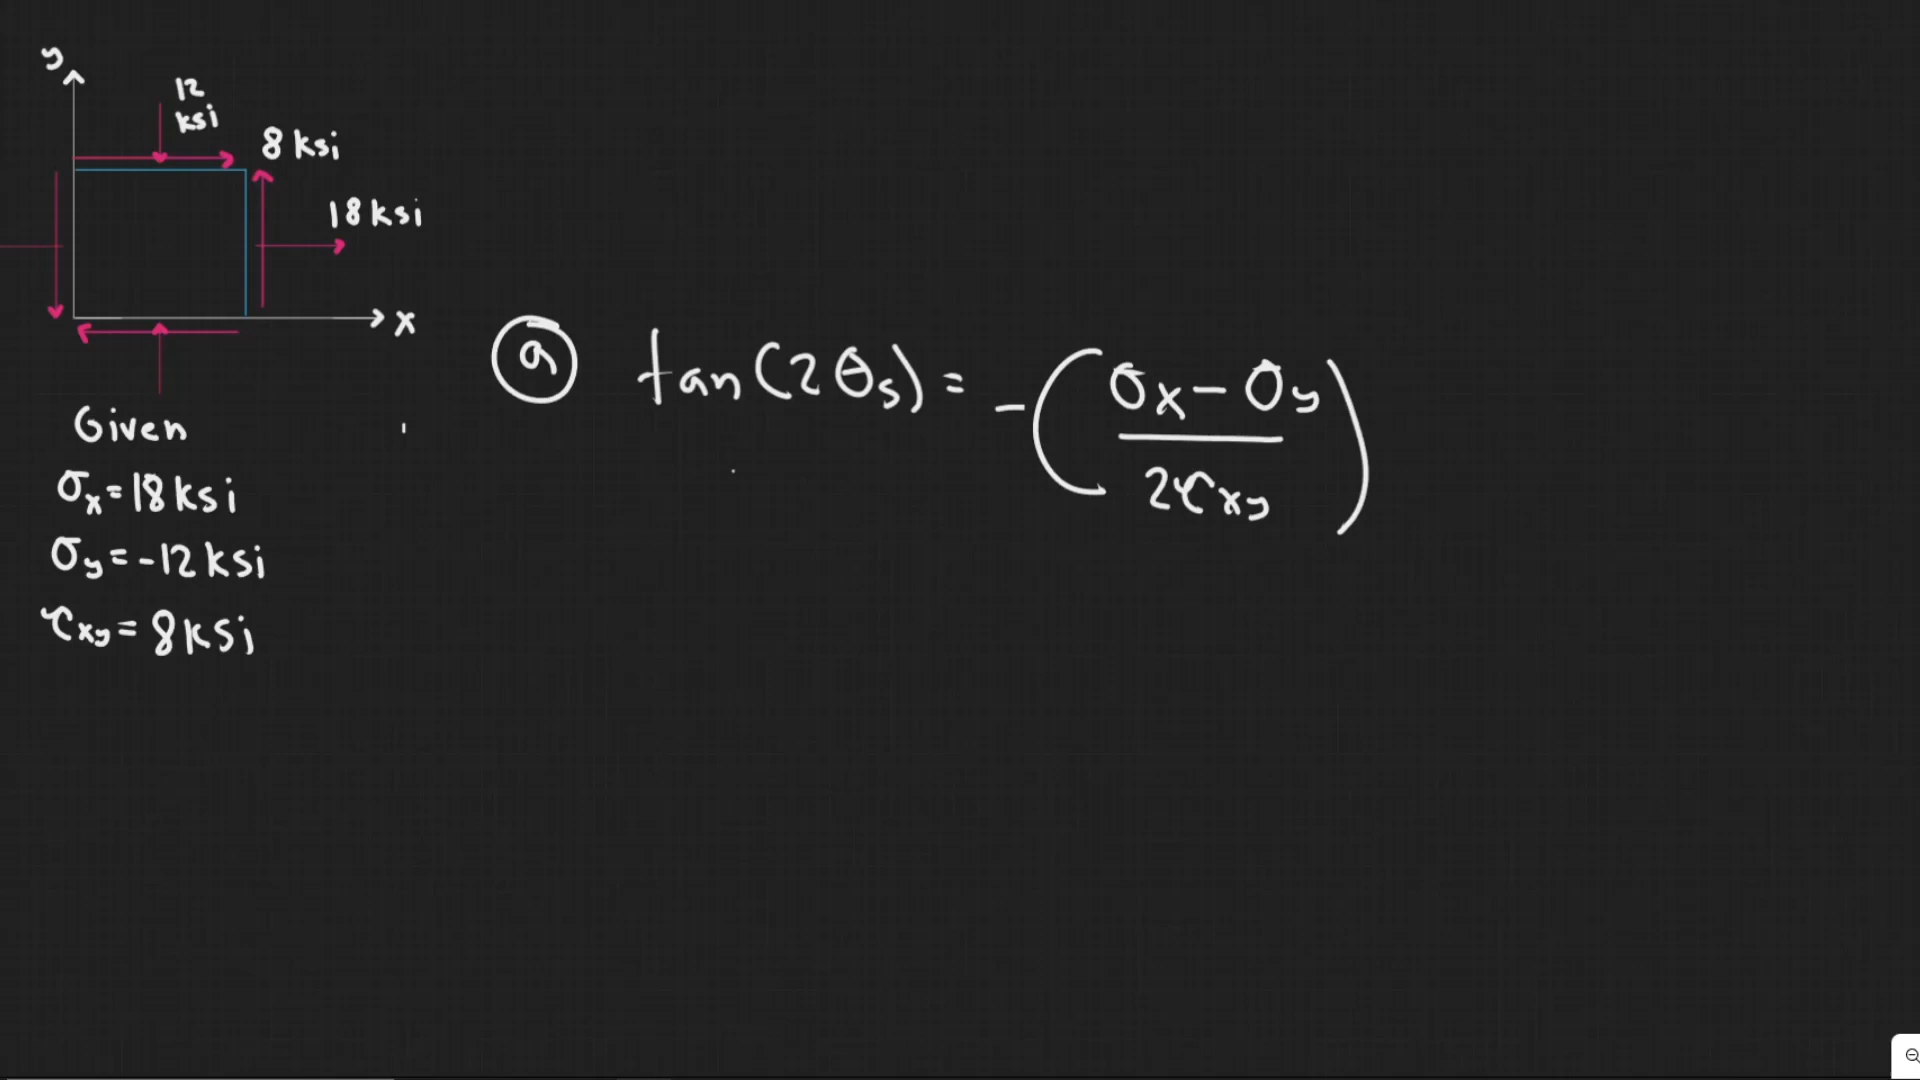 y
12
ksi
8 ksi
18 ksi
x
Given
σx = 18 ksi
σy = -12 ksi
τxy = 8 ksi
ⓐ tan(2θs) = -((σx - σy) / (2τxy))